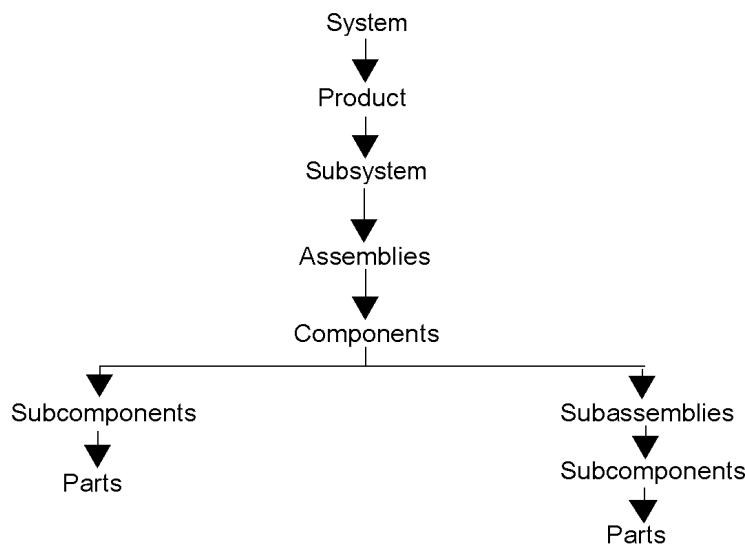 System
Product
Subsystem
Assemblies
Components
Subcomponents
Parts
Subassemblies
Subcomponents
Parts